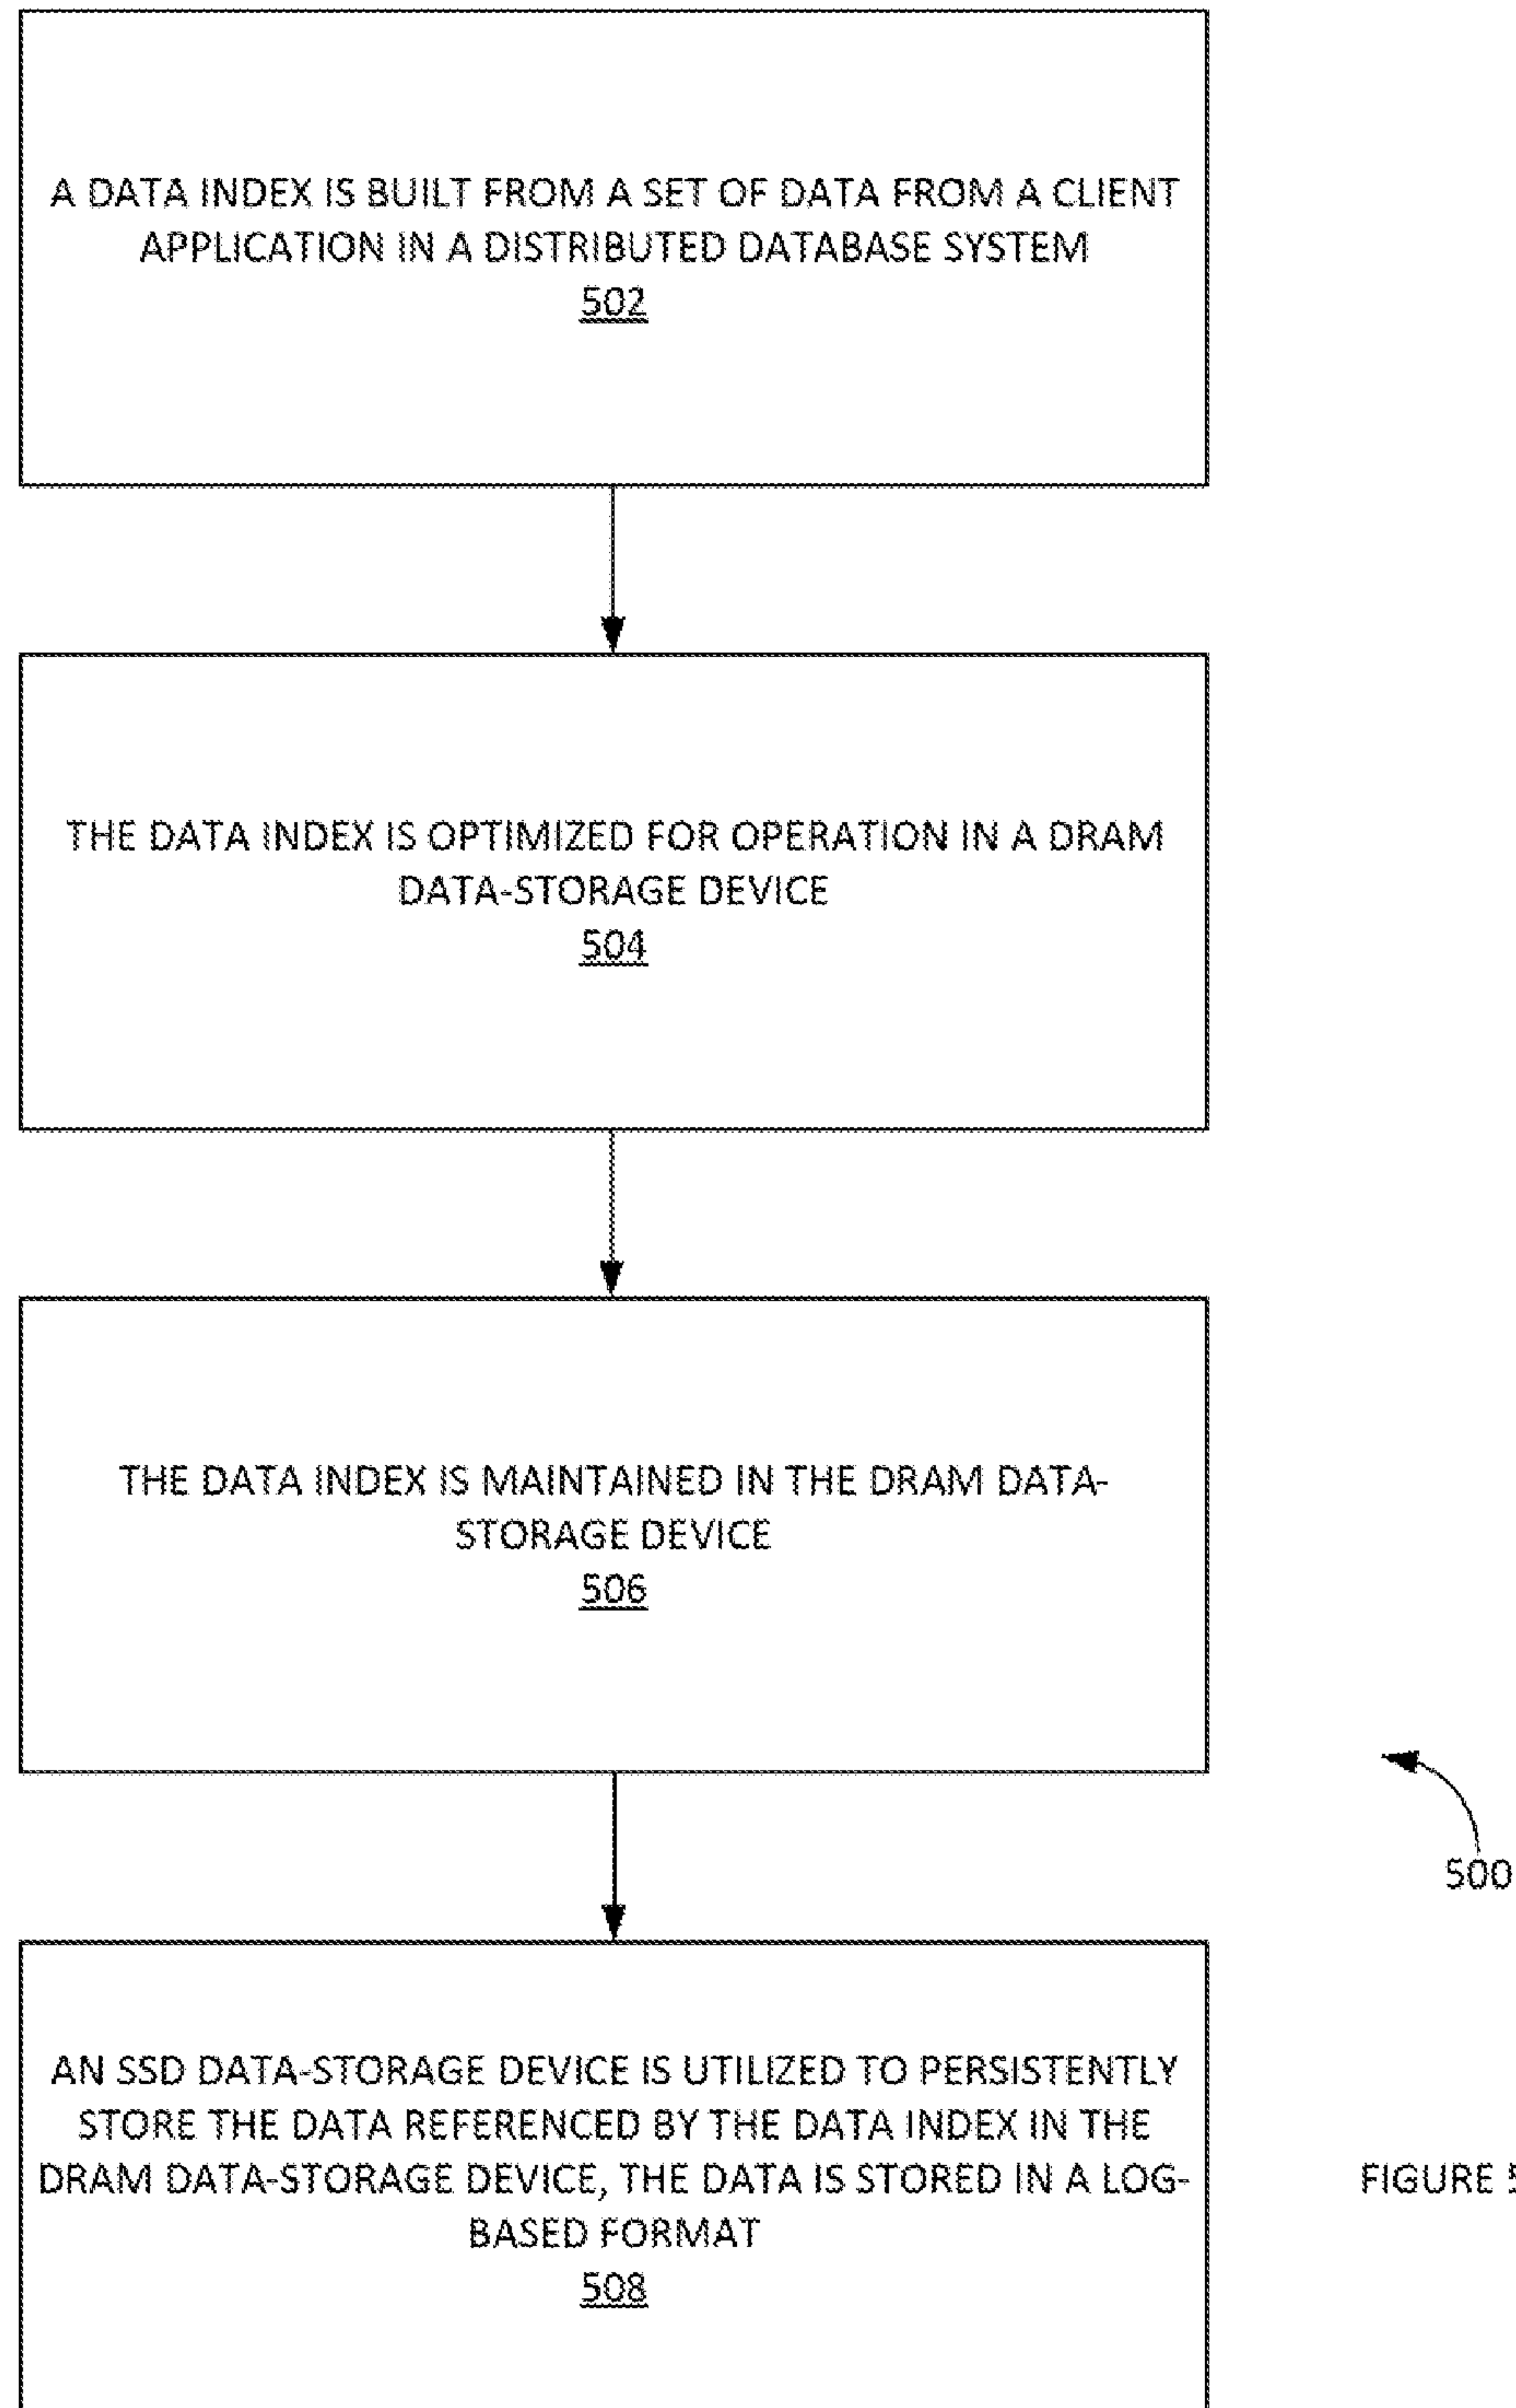 A DATA INDEX IS BUILT FROM A SET OF DATA FROM A CLIENT
APPLICATION IN A DISTRIBUTED DATABASE SYSTEM
502
THE DATA INDEX IS OPTIMIZED FOR OPERATION IN A DRAM
DATA-STORAGE DEVICE
504
THE DATA INDEX IS MAINTAINED IN THE DRAM DATA-
STORAGE DEVICE
506
500
AN SSD DATA-STORAGE DEVICE IS UTILIZED TO PERSISTENTLY
STORE THE DATA REFERENCED BY THE DATA INDEX IN THE
DRAM DATA-STORAGE DEVICE, THE DATA IS STORED IN A LOG-
BASED FORMAT
508
FIGURE 5